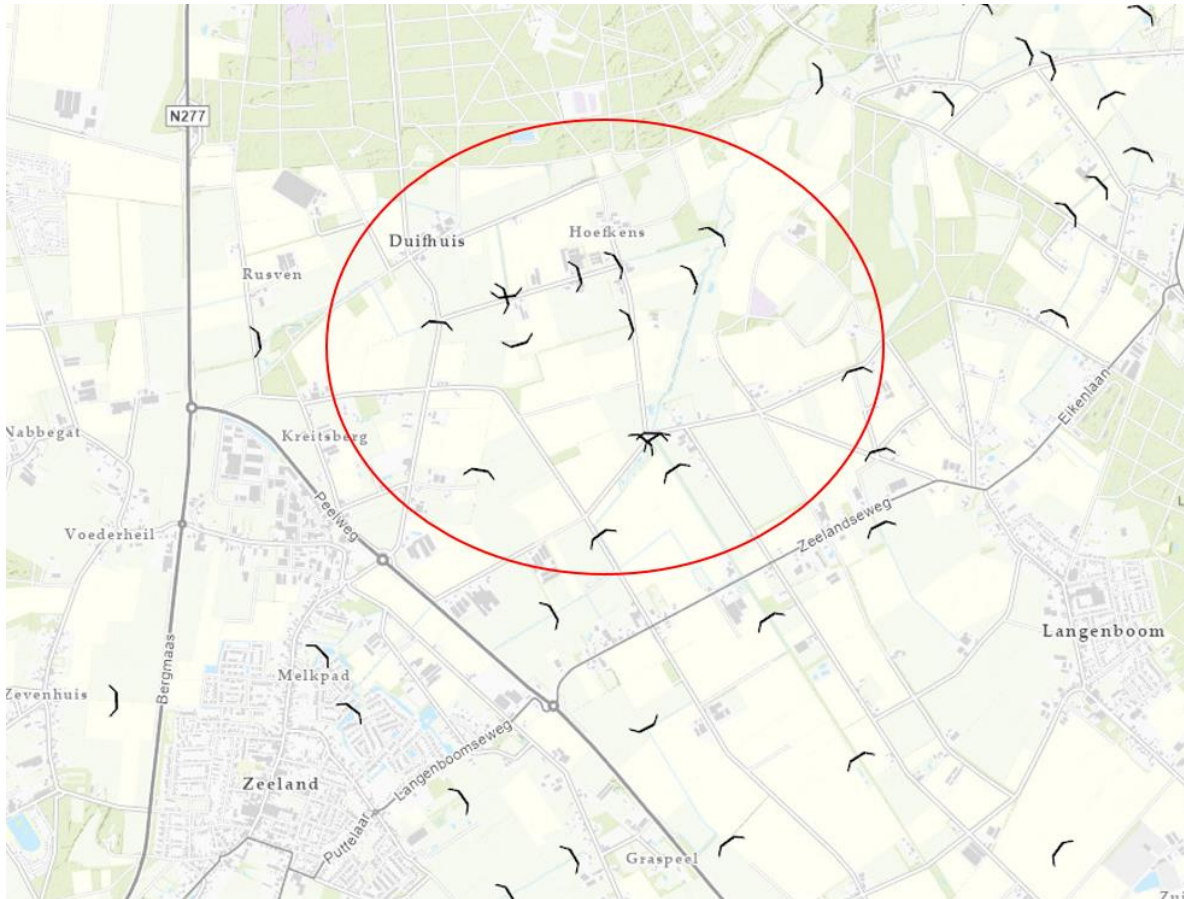 N277
Duifhuis
Hoefkens
Rusven
Nabbegat
Kreitsberg
Eikenlaan
Peelweg
Voederheil
Zeelandseweg
Langenboom
Bergmaas
Melkpad
Zevenhuis
Langenboomseweg
Zeeland
Puttelaar
Graspeel